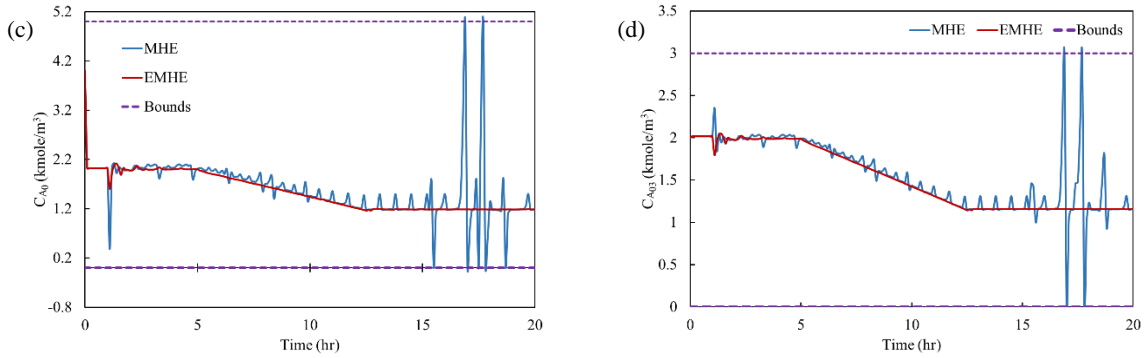 (c)
5.2
4.2
3.2
2.2
1.2
0.2
-0.8
C_A0 (kmole/m³)
MHE
EMHE
Bounds
0 5 10 15 20
Time (hr)
(d)
MHE EMHE Bounds
3.5
3
2.5
2
1.5
1
0.5
0
C_A03 (kmole/m³)
0 5 10 15 20
Time (hr)